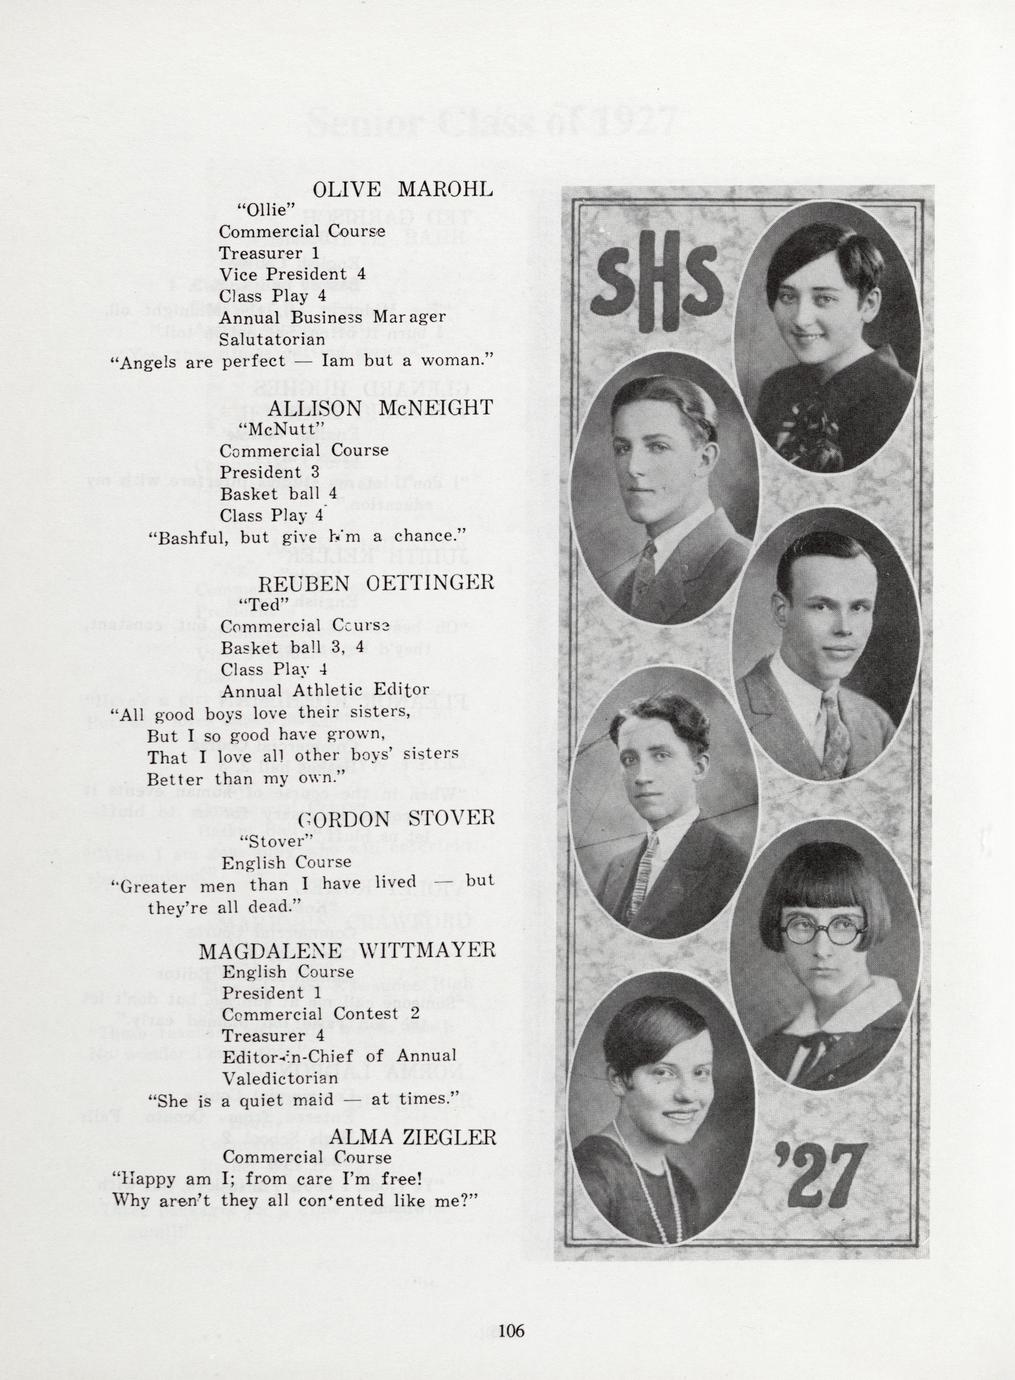 OLIVE MAROHL
“Ollie”
Commercial Course
Treasurer 1
Vice President 4
Class Play 4
Annual Business Manager
Salutatorian
“Angels are perfect — Iam but a woman.”
ALLISON McNEIGHT
“McNutt”
Commercial Course
President 3
Basket ball 4
Class Play 4
“Bashful, but give him a chance.”
REUBEN OETTINGER
“Ted”
Commercial Course
Basket ball 3, 4
Class Play 4
Annual Athletic Editor
“All good boys love their sisters,
But I so good have grown,
That I love all other boys’ sisters
Better than my own.”
GORDON STOVER
“Stover”
English Course
“Greater men than I have lived — but
they’re all dead.”
MAGDALENE WITTMAYER
English Course
President 1
Commercial Contest 2
Treasurer 4
Editor-in-Chief of Annual
Valedictorian
“She is a quiet maid — at times.”
ALMA ZIEGLER
Commercial Course
“Happy am I; from care I’m free!
Why aren’t they all contented like me?”
SHS
’27
106